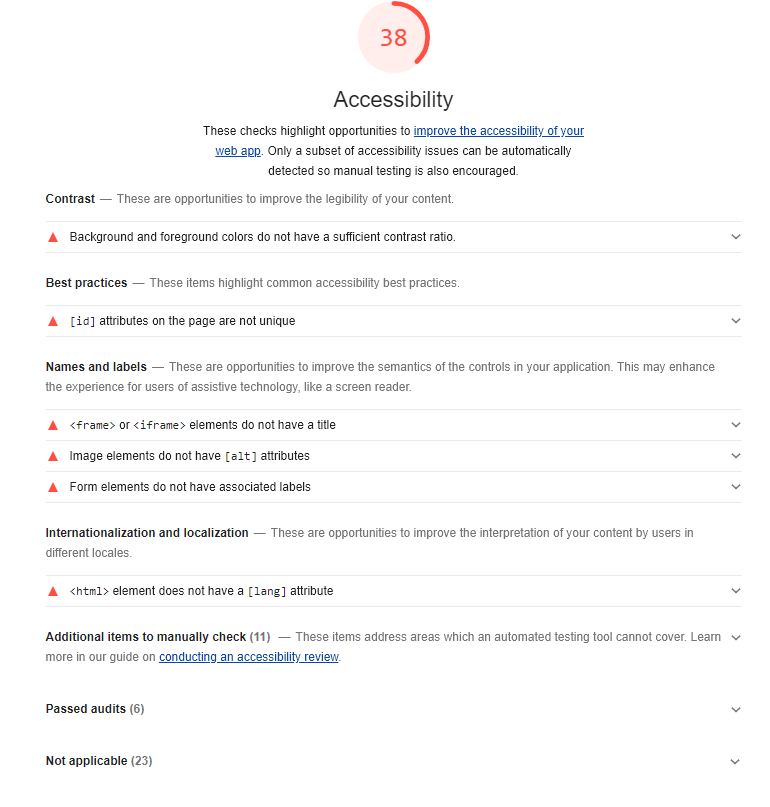 38
Accessibility
These checks highlight opportunities to improve the accessibility of your
web app. Only a subset of accessibility issues can be automatically
detected so manual testing is also encouraged.
Contrast — These are opportunities to improve the legibility of your content.
Background and foreground colors do not have a sufficient contrast ratio.
Best practices — These items highlight common accessibility best practices.
[id] attributes on the page are not unique
Names and labels — These are opportunities to improve the semantics of the controls in your application. This may enhance
the experience for users of assistive technology, like a screen reader.
<frame> or <iframe> elements do not have a title
Image elements do not have [alt] attributes
Form elements do not have associated labels
Internationalization and localization — These are opportunities to improve the interpretation of your content by users in
different locales.
<html> element does not have a [lang] attribute
Additional items to manually check (11) — These items address areas which an automated testing tool cannot cover. Learn
more in our guide on conducting an accessibility review.
Passed audits (6)
Not applicable (23)